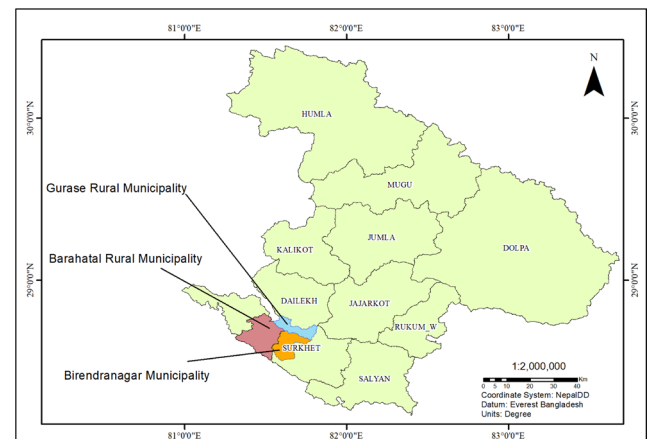 81°0'0"E 82°0'0"E 83°0'0"E
N
30°0'0"N 30°0'0"N
HUMLA
MUGU
Gurase Rural Municipality
JUMLA
DOLPA
KALIKOT
Barahatal Rural Municipality
29°0'0"N 29°0'0"N
DAILEKH
JAJARKOT
RUKUM_W
SURKHET
Birendranagar Municipality
SALYAN
1:2,000,000
0 5 10 20 30 40 Km
Coordinate System: NepalDD
Datum: Everest Bangladesh
Units: Degree
81°0'0"E 82°0'0"E 83°0'0"E